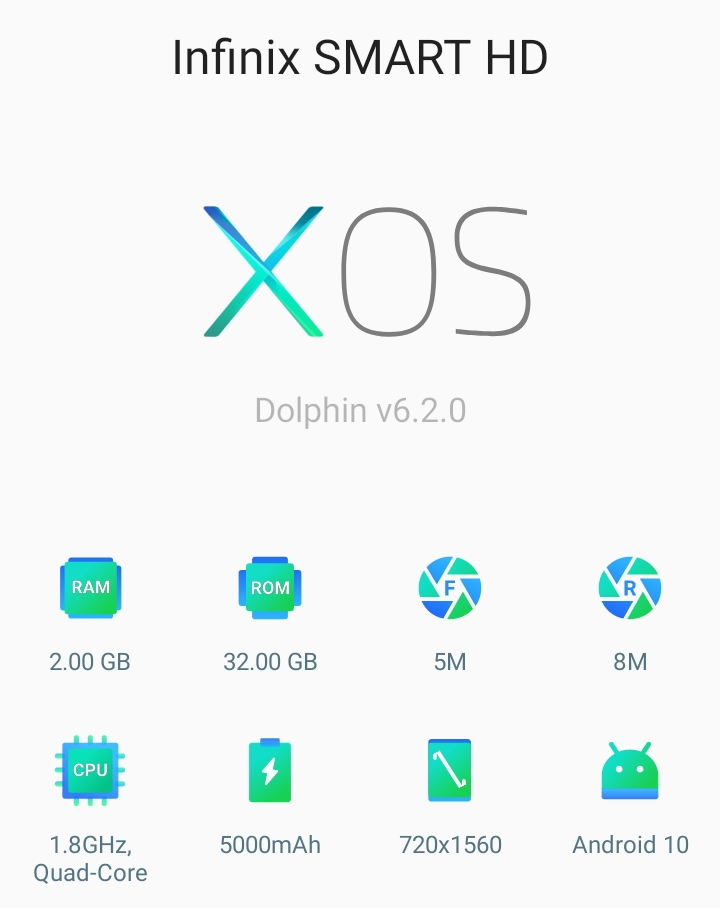 Infinix SMART HD
XOS
Dolphin v6.2.0
RAM
ROM
F
R
2.00 GB
32.00 GB
5M
8M
CPU
1.8GHz,
Quad-Core
5000mAh
720x1560
Android 10